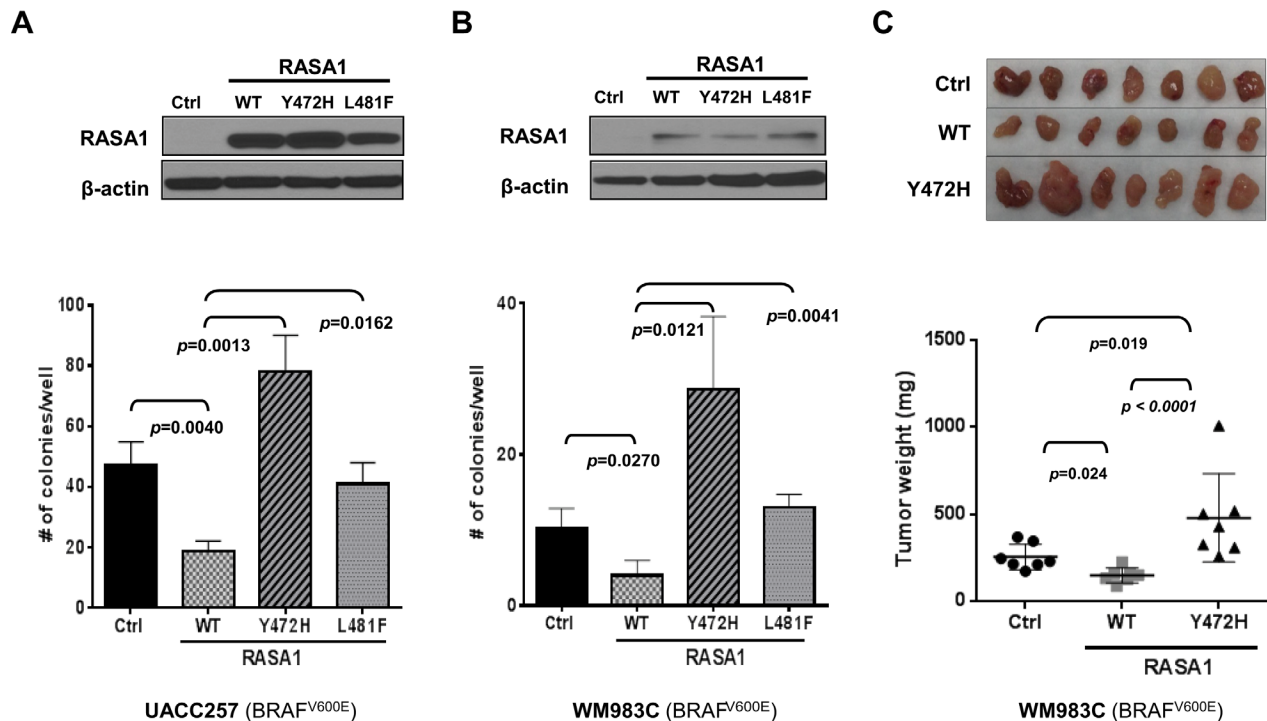 A
RASA1
Ctrl WT Y472H L481F
RASA1
β-actin
100
80
60
40
20
0
# of colonies/well
p=0.0040
p=0.0013
p=0.0162
Ctrl WT Y472H L481F
RASA1
UACC257 (BRAFV600E)
B
RASA1
Ctrl WT Y472H L481F
RASA1
β-actin
40
20
0
# of colonies/well
p=0.0270
p=0.0121
p=0.0041
Ctrl WT Y472H L481F
RASA1
WM983C (BRAFV600E)
C
Ctrl
WT
Y472H
1500
1000
500
0
Tumor weight (mg)
p=0.019
p < 0.0001
p=0.024
Ctrl WT Y472H
RASA1
WM983C (BRAFV600E)